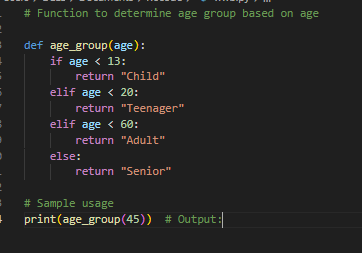 # Function to determine age group based on age
def age_group(age):
    if age < 13:
        return "Child"
    elif age < 20:
        return "Teenager"
    elif age < 60:
        return "Adult"
    else:
        return "Senior"
# Sample usage
print(age_group(45))  # Output: